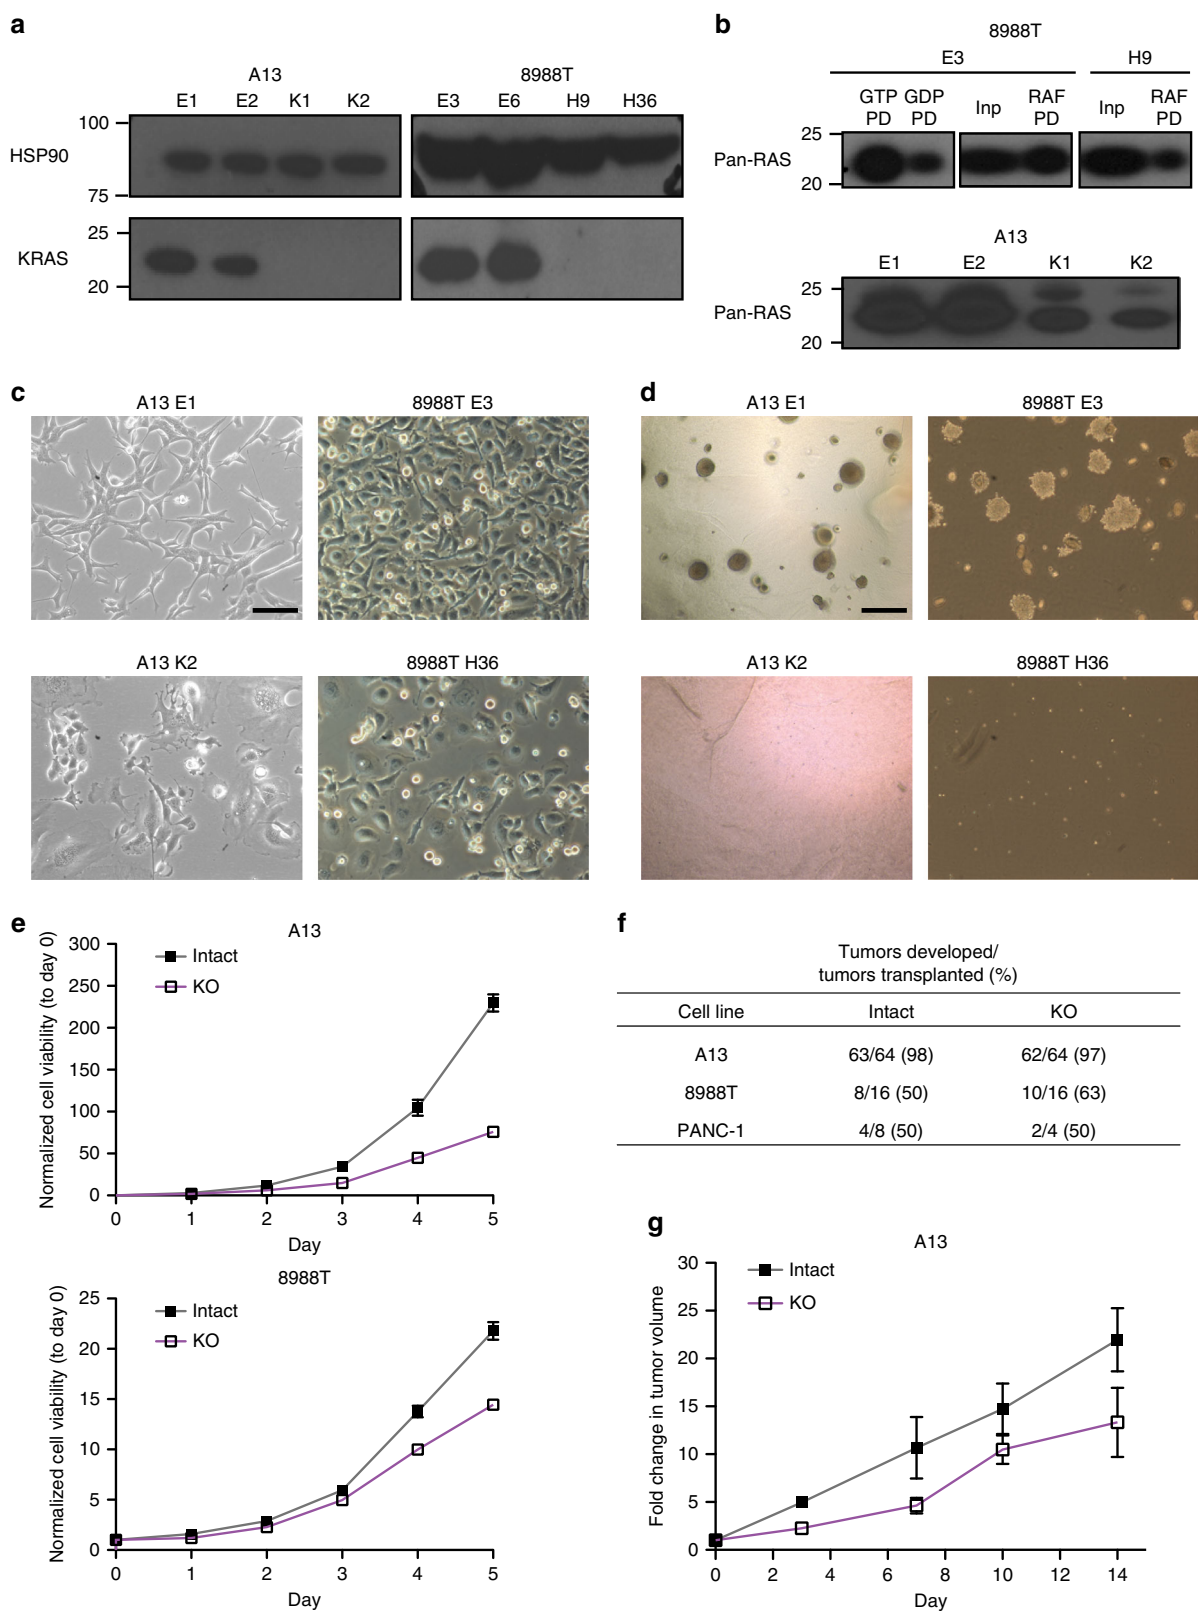 a
A13
8988T
E1 E2 K1 K2
E3 E6 H9 H36
100
HSP90
75
25
KRAS
20
b
8988T
E3
H9
GTP PD
GDP PD
Inp
RAF PD
Inp
RAF PD
25
Pan-RAS
20
A13
E1 E2 K1 K2
25
Pan-RAS
20
c
A13 E1
8988T E3
A13 K2
8988T H36
d
A13 E1
8988T E3
A13 K2
8988T H36
e
A13
Normalized cell viability (to day 0)
300
250
200
150
100
50
0
Intact
KO
0 1 2 3 4 5
Day
8988T
Normalized cell viability (to day 0)
25
20
15
10
5
0
Intact
KO
0 1 2 3 4 5
Day
f
Tumors developed/
tumors transplanted (%)
Cell line Intact KO
A13 63/64 (98) 62/64 (97)
8988T 8/16 (50) 10/16 (63)
PANC-1 4/8 (50) 2/4 (50)
g
A13
Fold change in tumor volume
30
25
20
15
10
5
0
Intact
KO
0 2 4 6 8 10 12 14
Day